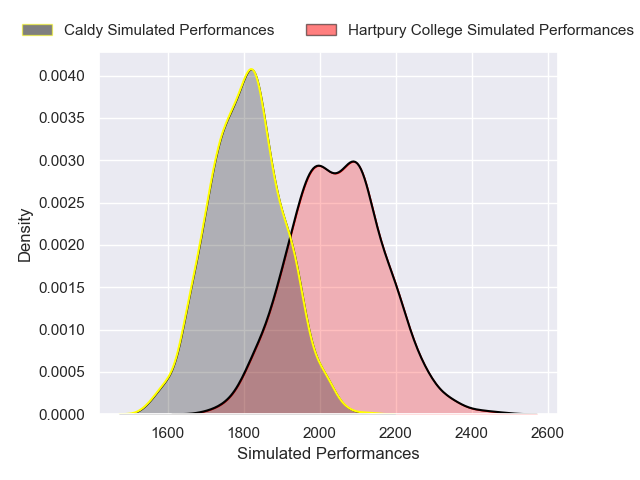 Caldy Simulated Performances
Hartpury College Simulated Performances
0.0040
0.0035
0.0030
0.0025
0.0020
0.0015
0.0010
0.0005
0.0000
Density
1600 1800 2000 2200 2400 2600
Simulated Performances